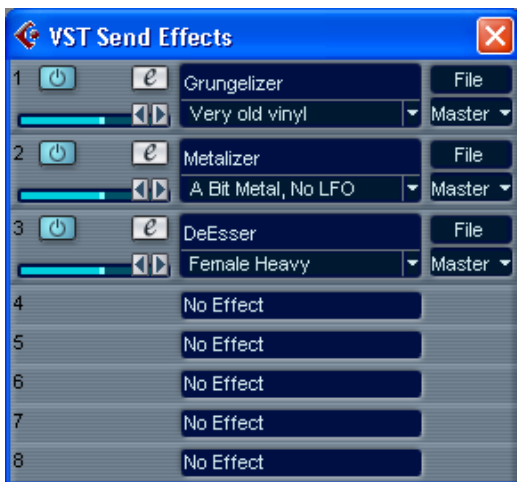 VST Send Effects
1 e Grungelizer File
Very old vinyl Master
2 e Metalizer File
A Bit Metal, No LFO Master
3 e DeEsser File
Female Heavy Master
4 No Effect
5 No Effect
6 No Effect
7 No Effect
8 No Effect